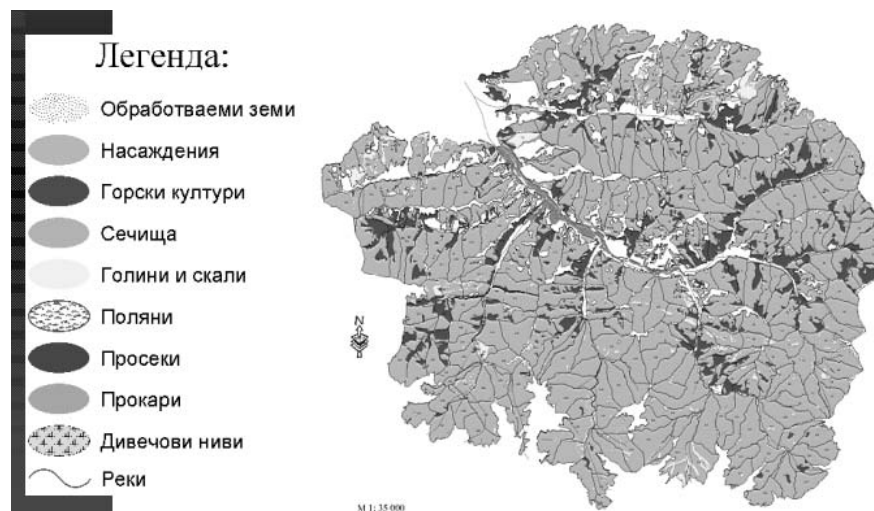 Легенда:
Обработваеми земи
Насаждения
Горски култури
Сечища
Голини и скали
Поляни
Просеки
Прокари
Дивечови ниви
Реки
N
М 1: 35 000